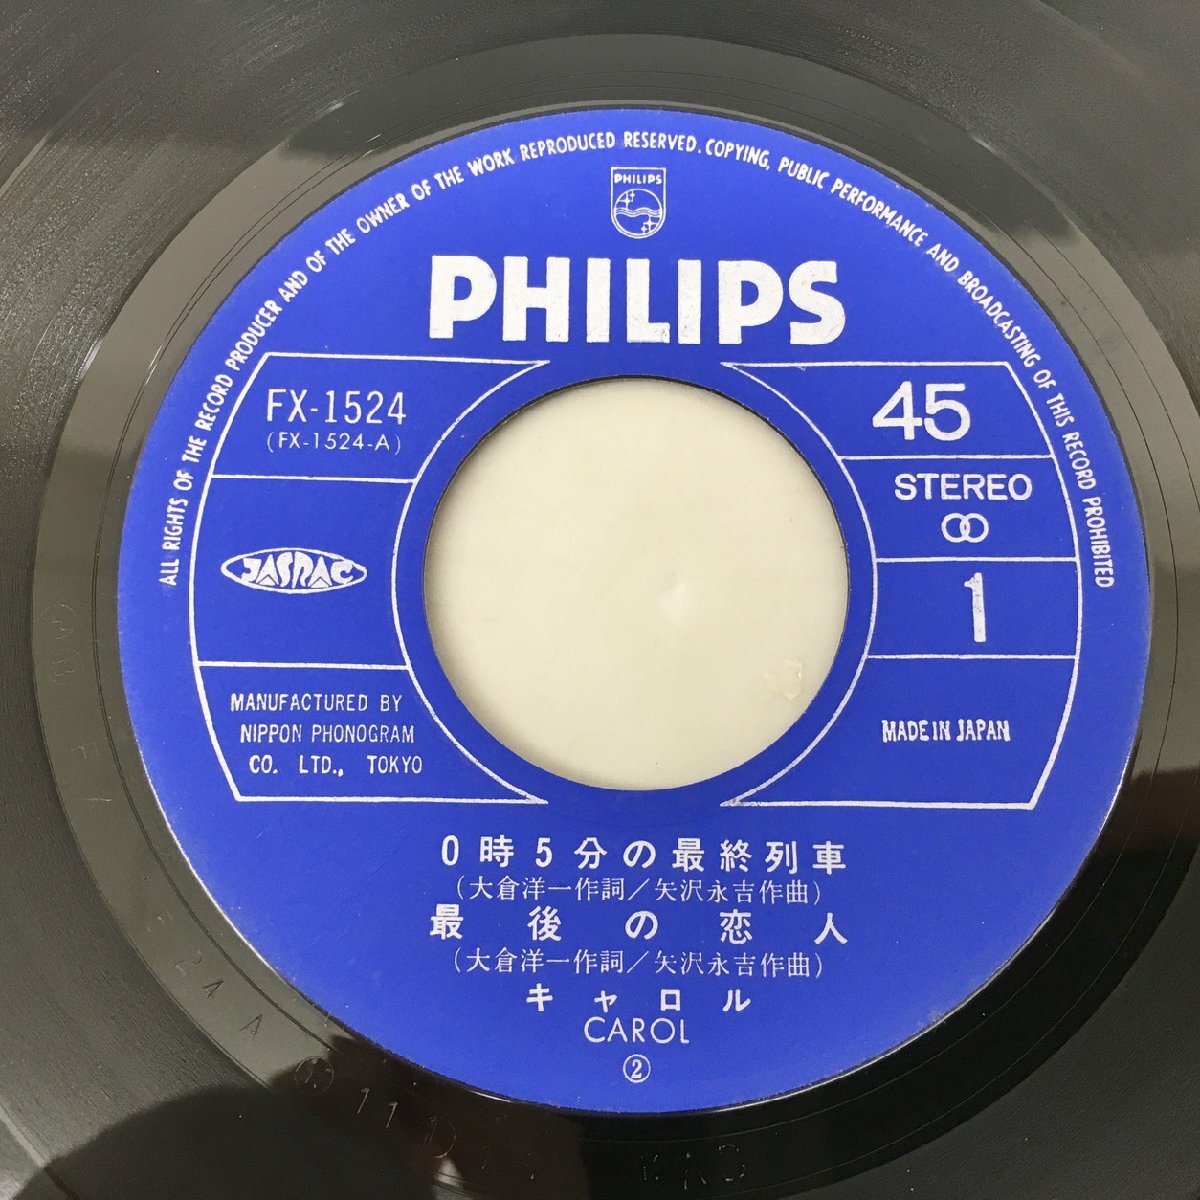 ALL RIGHTS OF THE RECORD PRODUCER AND OF THE OWNER OF THE WORK REPRODUCED RESERVED. COPYING, PUBLIC PERFORMANCE AND BROADCASTING OF THIS RECORD PROHIBITED
PHILIPS
PHILIPS
FX-1524
(FX-1524-A)
45
STEREO
JASRAC
1
MANUFACTURED BY
NIPPON PHONOGRAM
CO. LTD., TOKYO
MADE IN JAPAN
0時5分の最終列車
(大倉洋一作詞/矢沢永吉作曲)
最後の恋人
(大倉洋一作詞/矢沢永吉作曲)
キャロル
CAROL
②